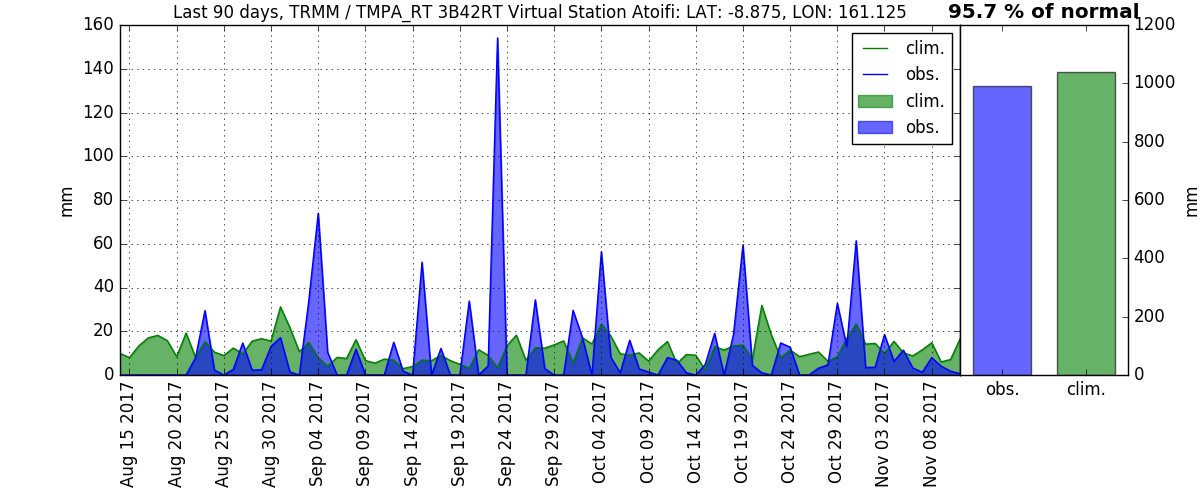 Last 90 days, TRMM / TMPA_RT 3B42RT Virtual Station Atoifi: LAT: -8.875, LON: 161.125
95.7 % of normal
160
140
120
100
80
60
40
20
0
mm
clim.
obs.
clim.
obs.
1200
1000
800
600
400
200
0
mm
Aug 15 2017
Aug 20 2017
Aug 25 2017
Aug 30 2017
Sep 04 2017
Sep 09 2017
Sep 14 2017
Sep 19 2017
Sep 24 2017
Sep 29 2017
Oct 04 2017
Oct 09 2017
Oct 14 2017
Oct 19 2017
Oct 24 2017
Oct 29 2017
Nov 03 2017
Nov 08 2017
obs.
clim.